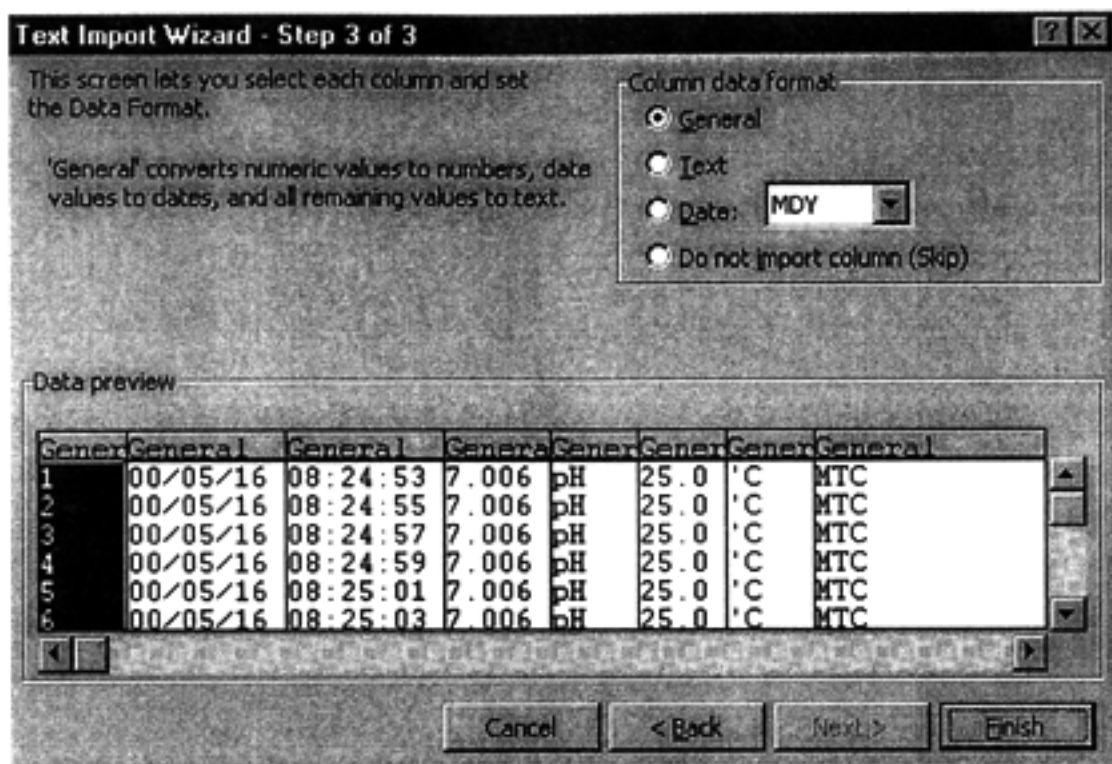 Text Import Wizard - Step 3 of 3
This screen lets you select each column and set
the Data Format.
'General' converts numeric values to numbers, date
values to dates, and all remaining values to text.
Column data format
General
Text
Date: MDY
Do not import column (Skip)
Data preview
Gener General General Genera Gener Gener Gener General
1 00/05/16 08:24:53 7.006 pH 25.0 'C MTC
2 00/05/16 08:24:55 7.006 pH 25.0 'C MTC
3 00/05/16 08:24:57 7.006 pH 25.0 'C MTC
4 00/05/16 08:24:59 7.006 pH 25.0 'C MTC
5 00/05/16 08:25:01 7.006 pH 25.0 'C MTC
6 00/05/16 08:25:03 7.006 pH 25.0 'C MTC
Cancel < Back Next > Finish